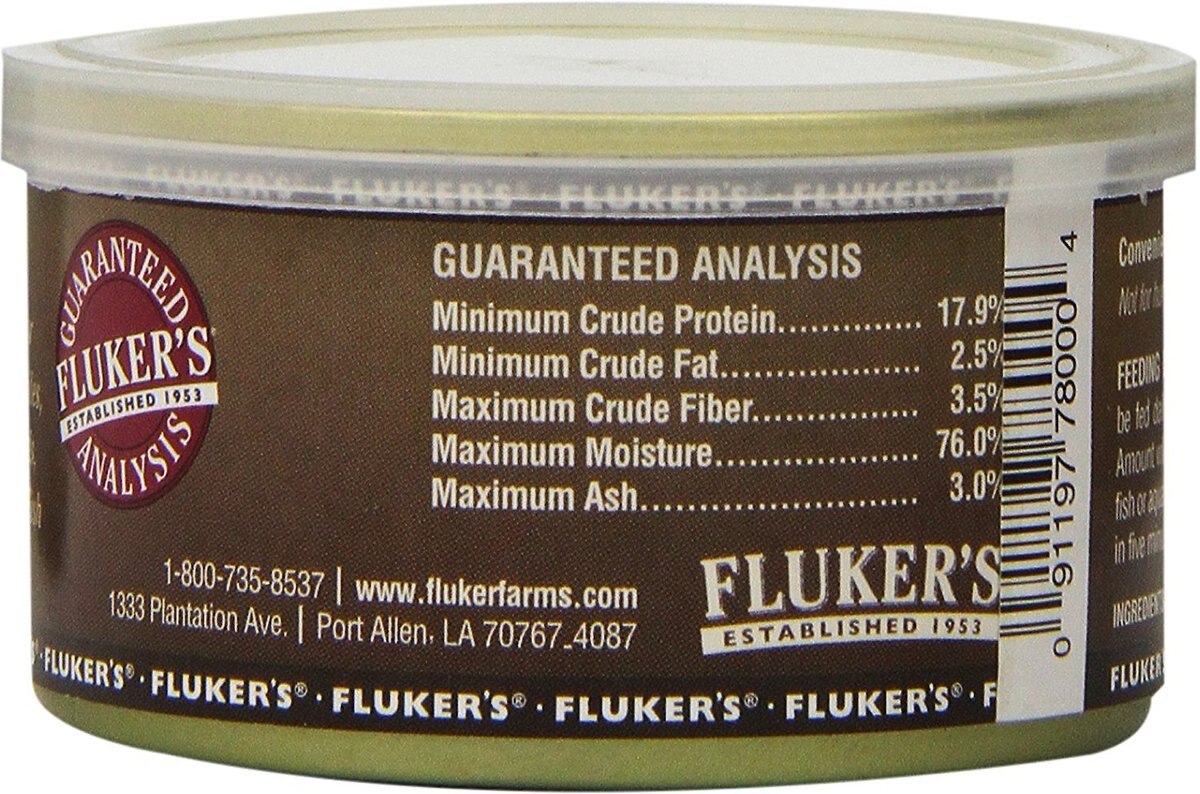 FLUKER'S® · FLUKER'S® · FLUKER'S® · FLUKER'S
GUARANTEED
FLUKER'S
ESTABLISHED 1953
ANALYSIS
GUARANTEED ANALYSIS
Minimum Crude Protein.............. 17.9%
Minimum Crude Fat.................... 2.5%
Maximum Crude Fiber................. 3.5%
Maximum Moisture.................... 76.0%
Maximum Ash............................ 3.0%
1-800-735-8537 | www.flukerfarms.com
1333 Plantation Ave. | Port Allen, LA 70767-4087
FLUKER'S
ESTABLISHED 1953
· FLUKER'S® · FLUKER'S® · FLUKER'S® · FLUKER'S® · FLUKER'S® · F
0 91197 78000 4
Not for
FEEDING
be fed
Amount
fish or
in five
FLUKER'S